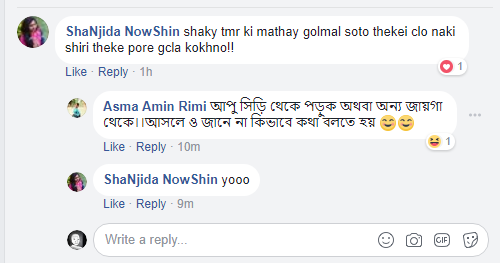 ShaNjida NowShin shaky tmr ki mathay golmal soto thekei clo naki
shiri theke pore gcla kokhno!!
Like · Reply · 1h
1
Asma Amin Rimi আপু সিড়ি থেকে পড়ুক অথবা অন্য জায়গা
থেকে।।আসলে ও জানে না কিভাবে কথা বলতে হয় 😊😊
Like · Reply · 10m
1
ShaNjida NowShin yooo
Like · Reply · 9m
Write a reply...
GIF